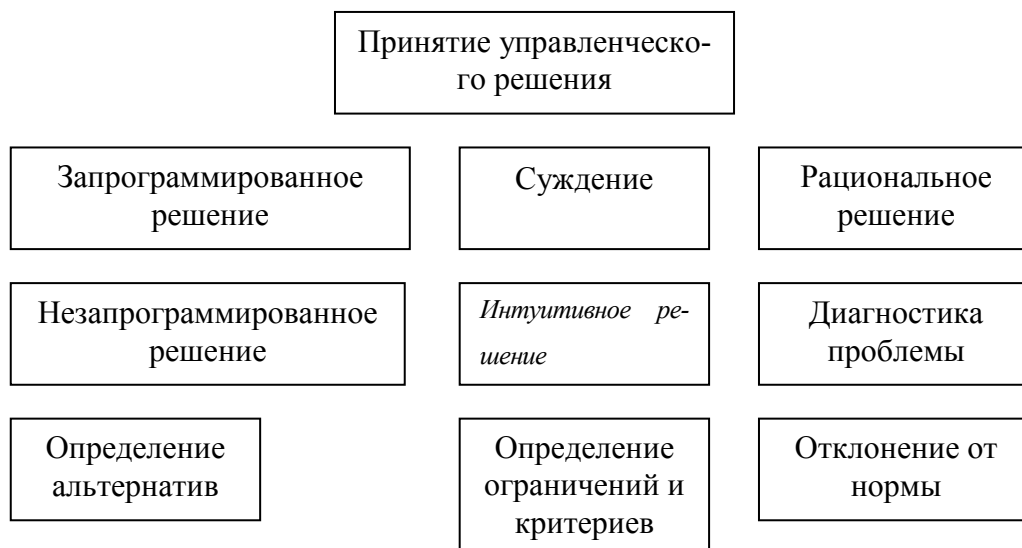 Принятие управленческо-
го решения
Запрограммированное
решение
Суждение
Рациональное
решение
Незапрограммированное
решение
Интуитивное ре-
шение
Диагностика
проблемы
Определение
альтернатив
Определение
ограничений и
критериев
Отклонение от
нормы